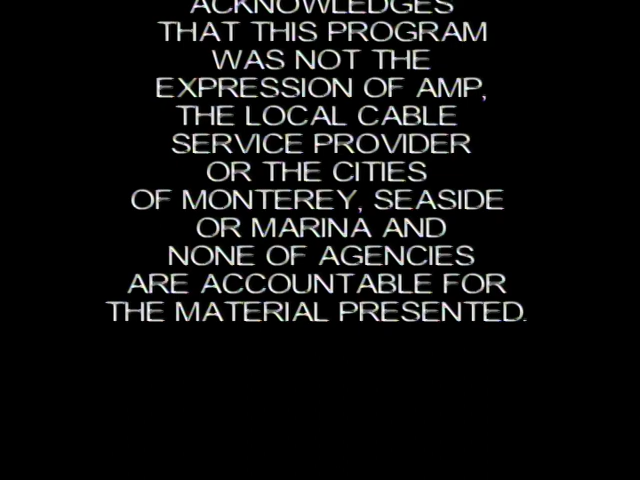 ACKNOWLEDGES
THAT THIS PROGRAM
WAS NOT THE
EXPRESSION OF AMP,
THE LOCAL CABLE
SERVICE PROVIDER
OR THE CITIES
OF MONTEREY, SEASIDE
OR MARINA AND
NONE OF AGENCIES
ARE ACCOUNTABLE FOR
THE MATERIAL PRESENTED.